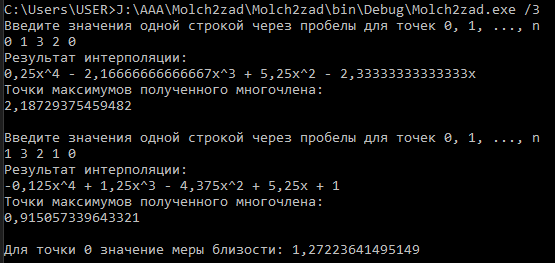 C:\Users\USER>J:\AAA\Molch2zad\Molch2zad\bin\Debug\Molch2zad.exe /3
Введите значения одной строкой через пробелы для точек 0, 1, ..., n
0 1 3 2 0
Результат интерполяции:
0,25x^4 - 2,16666666666667x^3 + 5,25x^2 - 2,33333333333333x
Точки максимумов полученного многочлена:
2,18729375459482
Введите значения одной строкой через пробелы для точек 0, 1, ..., n
1 3 2 1 0
Результат интерполяции:
-0,125x^4 + 1,25x^3 - 4,375x^2 + 5,25x + 1
Точки максимумов полученного многочлена:
0,915057339643321
Для точки 0 значение меры близости: 1,27223641495149